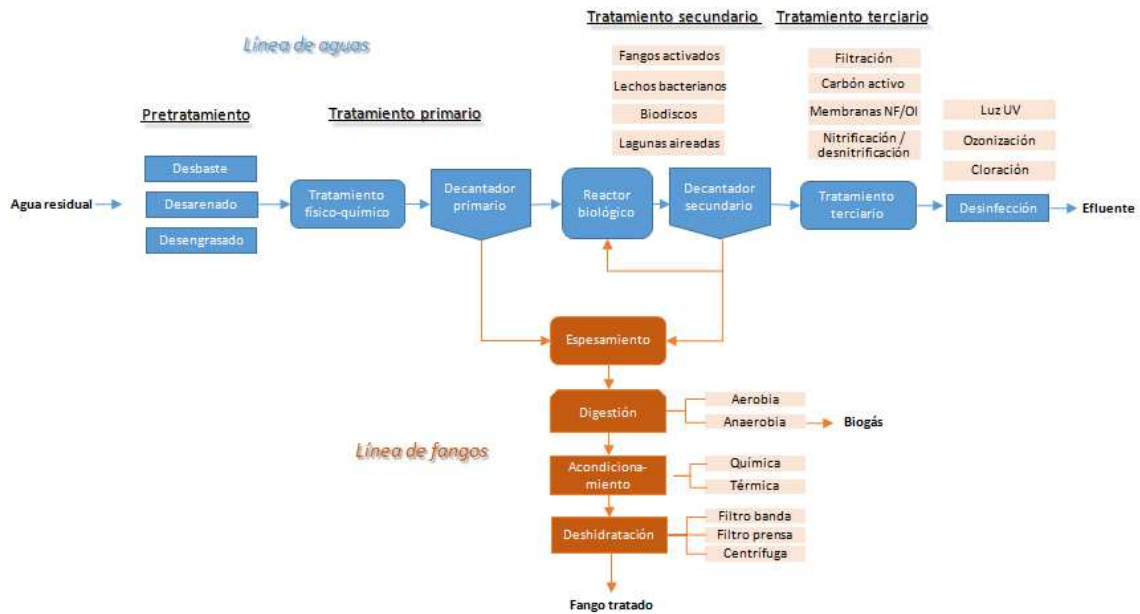 Tratamiento secundario
Tratamiento terciario
Línea de aguas
Fangos activados
Lechos bacterianos
Biodiscos
Lagunas aireadas
Filtración
Carbón activo
Membranas NF/OI
Nitrificación /
desnitrificación
Luz UV
Ozonización
Cloración
Pretratamiento
Tratamiento primario
Desbaste
Desarenado
Desengrasado
Agua residual
Tratamiento
físico-químico
Decantador
primario
Reactor
biológico
Decantador
secundario
Tratamiento
terciario
Desinfección
Efluente
Espesamiento
Digestión
Aerobia
Anaerobia
Biogás
Línea de fangos
Acondiciona-
miento
Química
Térmica
Deshidratación
Filtro banda
Filtro prensa
Centrífuga
Fango tratado